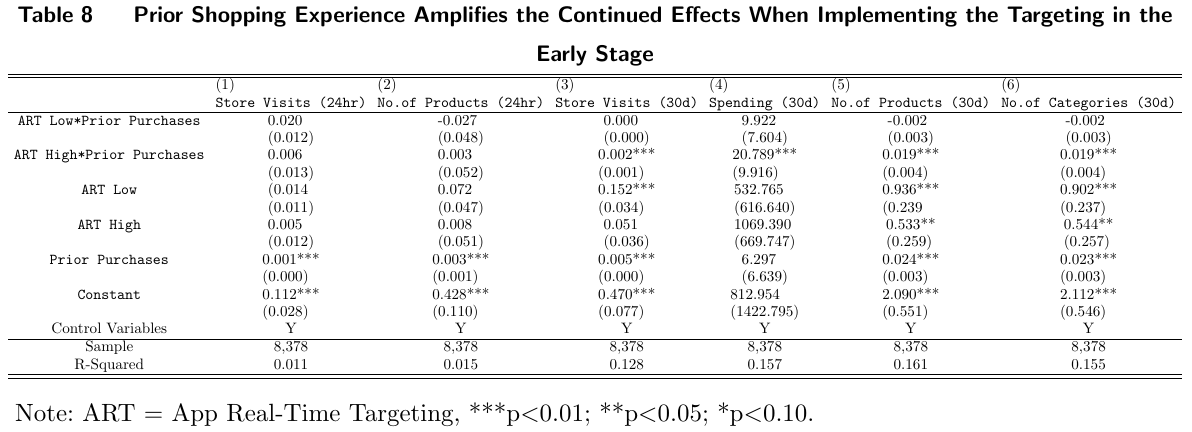 Table 8 Prior Shopping Experience Amplifies the Continued Effects When Implementing the Targeting in the
Early Stage
(1) (2) (3) (4) (5) (6)
Store Visits (24hr) No.of Products (24hr) Store Visits (30d) Spending (30d) No.of Products (30d) No.of Categories (30d)
ART Low*Prior Purchases 0.020 -0.027 0.000 9.922 -0.002 -0.002
(0.012) (0.048) (0.000) (7.604) (0.003) (0.003)
ART High*Prior Purchases 0.006 0.003 0.002*** 20.789*** 0.019*** 0.019***
(0.013) (0.052) (0.001) (9.916) (0.004) (0.004)
ART Low (0.014 0.072 0.152*** 532.765 0.936*** 0.902***
(0.011) (0.047) (0.034) (616.640) (0.239 (0.237)
ART High 0.005 0.008 0.051 1069.390 0.533** 0.544**
(0.012) (0.051) (0.036) (669.747) (0.259) (0.257)
Prior Purchases 0.001*** 0.003*** 0.005*** 6.297 0.024*** 0.023***
(0.000) (0.001) (0.000) (6.639) (0.003) (0.003)
Constant 0.112*** 0.428*** 0.470*** 812.954 2.090*** 2.112***
(0.028) (0.110) (0.077) (1422.795) (0.551) (0.546)
Control Variables Y Y Y Y Y Y
Sample 8,378 8,378 8,378 8,378 8,378 8,378
R-Squared 0.011 0.015 0.128 0.157 0.161 0.155
Note: ART = App Real-Time Targeting, ***p<0.01; **p<0.05; *p<0.10.